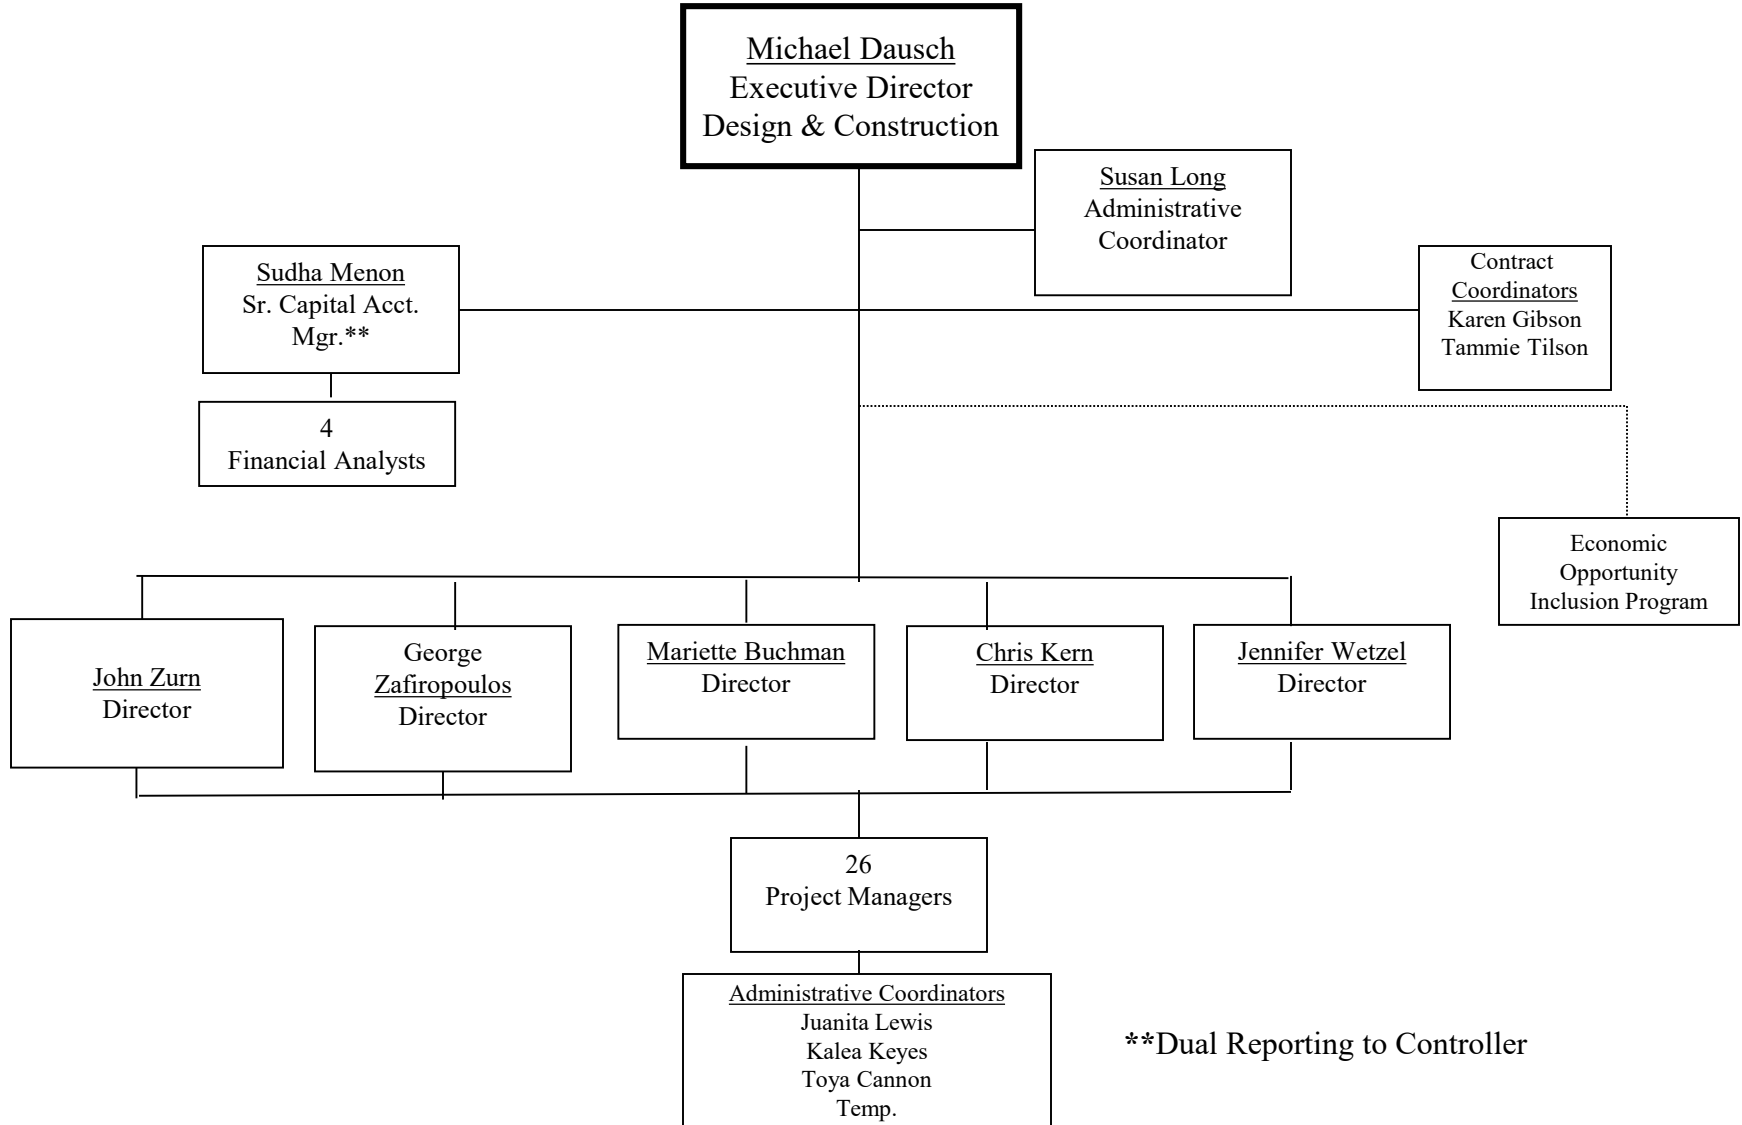 Michael Dausch
Executive Director
Design & Construction
Susan Long
Administrative
Coordinator
Sudha Menon
Sr. Capital Acct.
Mgr.**
Contract
Coordinators
Karen Gibson
Tammie Tilson
4
Financial Analysts
Economic
Opportunity
Inclusion Program
John Zurn
Director
George
Zafiropoulos
Director
Mariette Buchman
Director
Chris Kern
Director
Jennifer Wetzel
Director
26
Project Managers
Administrative Coordinators
Juanita Lewis
Kalea Keyes
Toya Cannon
Temp.
**Dual Reporting to Controller